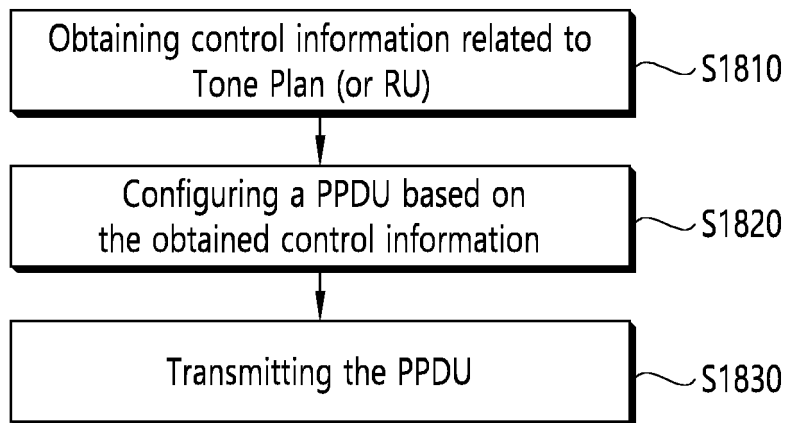 Obtaining control information related to
Tone Plan (or RU)
S1810
Configuring a PPDU based on
the obtained control information
S1820
Transmitting the PPDU
S1830